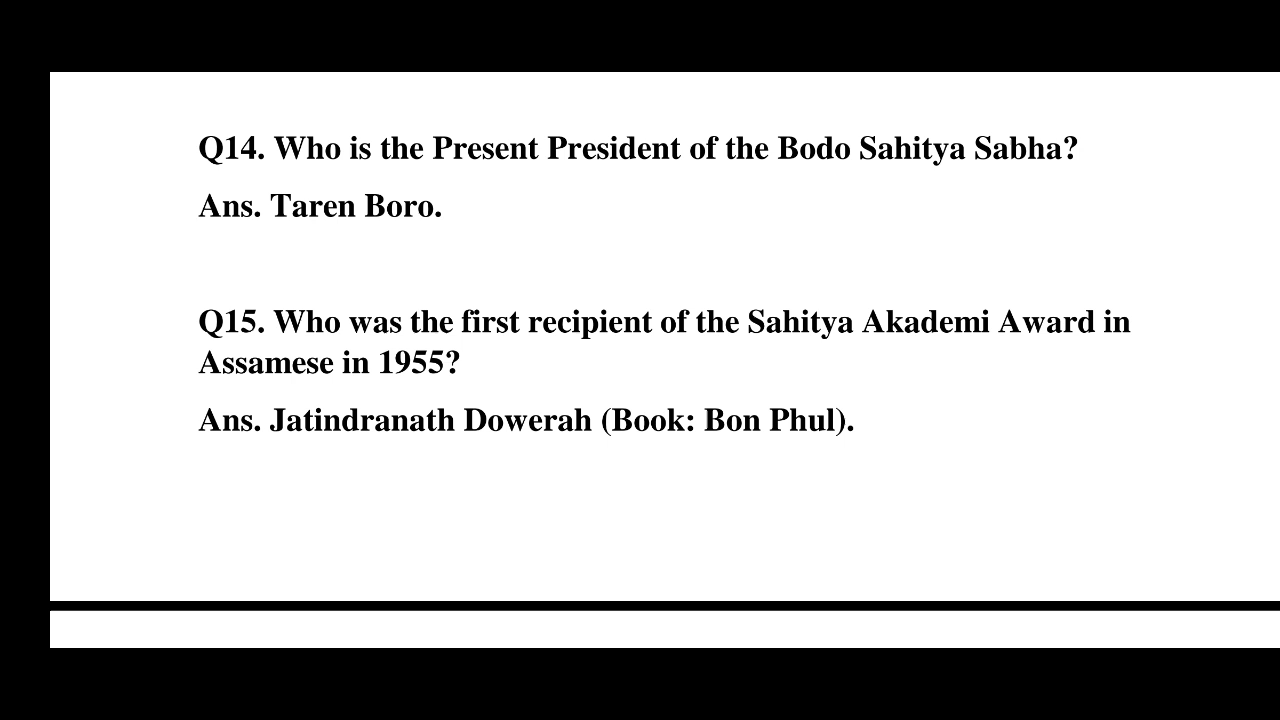 Q14. Who is the Present President of the Bodo Sahitya Sabha?
Ans. Taren Boro.
Q15. Who was the first recipient of the Sahitya Akademi Award in
Assamese in 1955?
Ans. Jatindranath Dowerah (Book: Bon Phul).